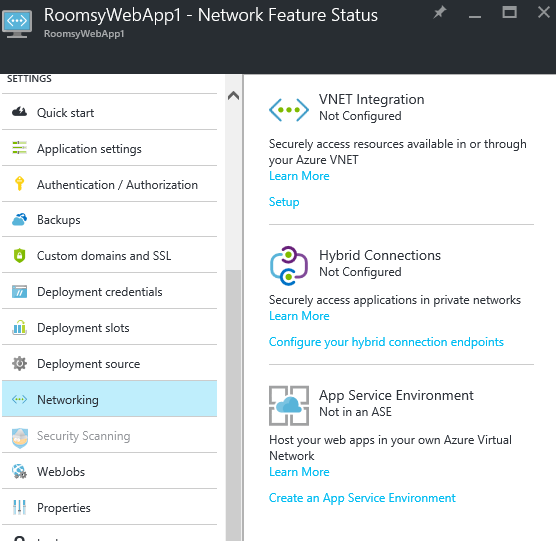 RoomsyWebApp1 - Network Feature Status
RoomsyWebApp1
SETTINGS
Quick start
Application settings
Authentication / Authorization
Backups
Custom domains and SSL
Deployment credentials
Deployment slots
Deployment source
Networking
Security Scanning
WebJobs
Properties
VNET Integration
Not Configured
Securely access resources available in or through
your Azure VNET
Learn More
Setup
Hybrid Connections
Not Configured
Securely access applications in private networks
Learn More
Configure your hybrid connection endpoints
App Service Environment
Not in an ASE
Host your web apps in your own Azure Virtual
Network
Learn More
Create an App Service Environment